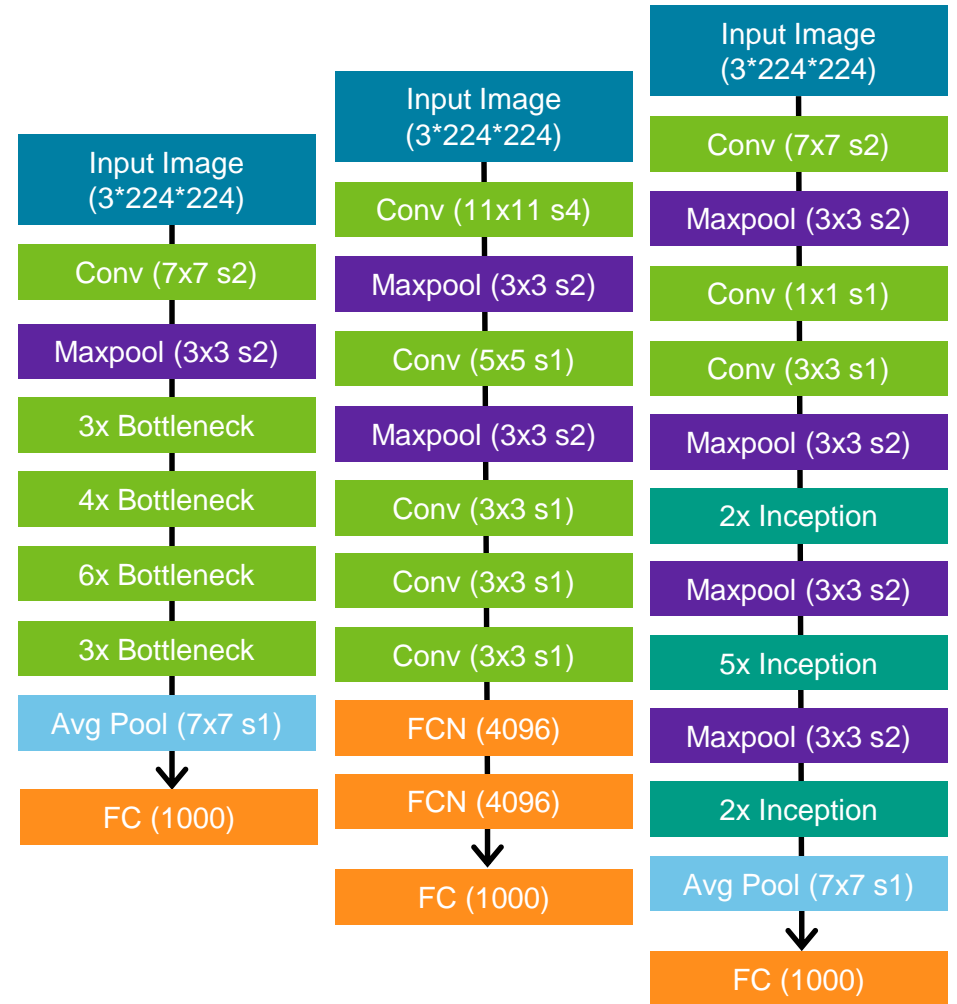 Input Image
(3*224*224)
Conv (7x7 s2)
Maxpool (3x3 s2)
3x Bottleneck
4x Bottleneck
6x Bottleneck
3x Bottleneck
Avg Pool (7x7 s1)
FC (1000)
Input Image
(3*224*224)
Conv (11x11 s4)
Maxpool (3x3 s2)
Conv (5x5 s1)
Maxpool (3x3 s2)
Conv (3x3 s1)
Conv (3x3 s1)
Conv (3x3 s1)
FCN (4096)
FCN (4096)
FC (1000)
Input Image
(3*224*224)
Conv (7x7 s2)
Maxpool (3x3 s2)
Conv (1x1 s1)
Conv (3x3 s1)
Maxpool (3x3 s2)
2x Inception
Maxpool (3x3 s2)
5x Inception
Maxpool (3x3 s2)
2x Inception
Avg Pool (7x7 s1)
FC (1000)